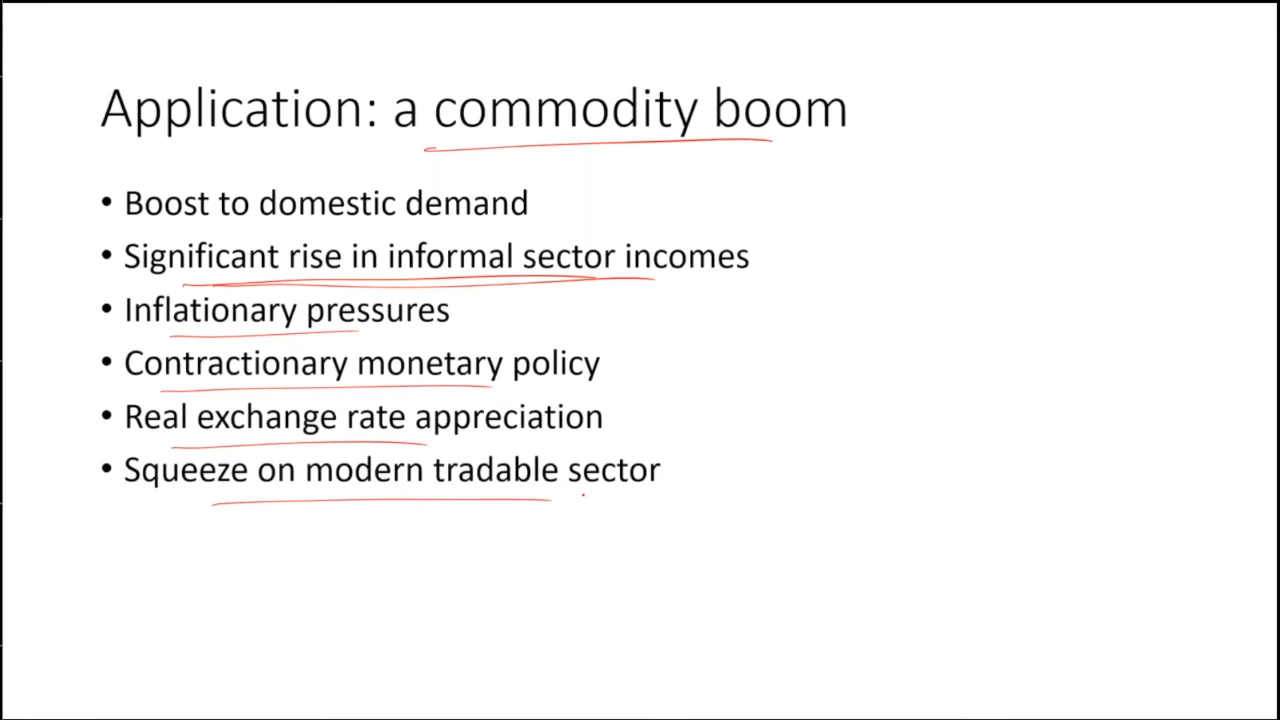 Application: a commodity boom
• Boost to domestic demand
• Significant rise in informal sector incomes
• Inflationary pressures
• Contractionary monetary policy
• Real exchange rate appreciation
• Squeeze on modern tradable sector